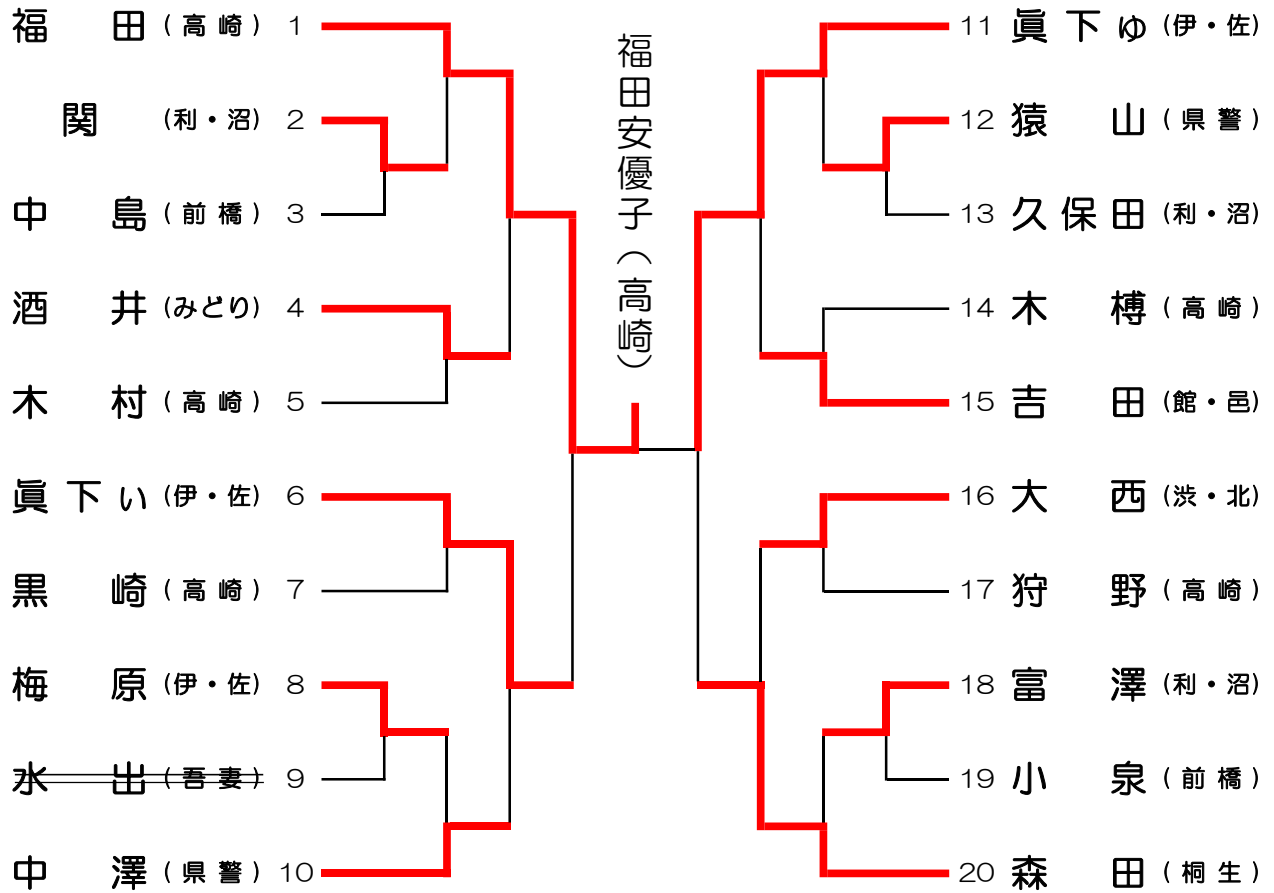 福田(高崎) 1
関(利・沼) 2
中島(前橋) 3
酒井(みどり) 4
木村(高崎) 5
眞下い(伊・佐) 6
黒崎(高崎) 7
梅原(伊・佐) 8
水出(吾妻) 9
中澤(県警) 10
福田安優子(高崎)
11 眞下ゆ(伊・佐)
12 猿山(県警)
13 久保田(利・沼)
14 木榑(高崎)
15 吉田(館・邑)
16 大西(渋・北)
17 狩野(高崎)
18 富澤(利・沼)
19 小泉(前橋)
20 森田(桐生)